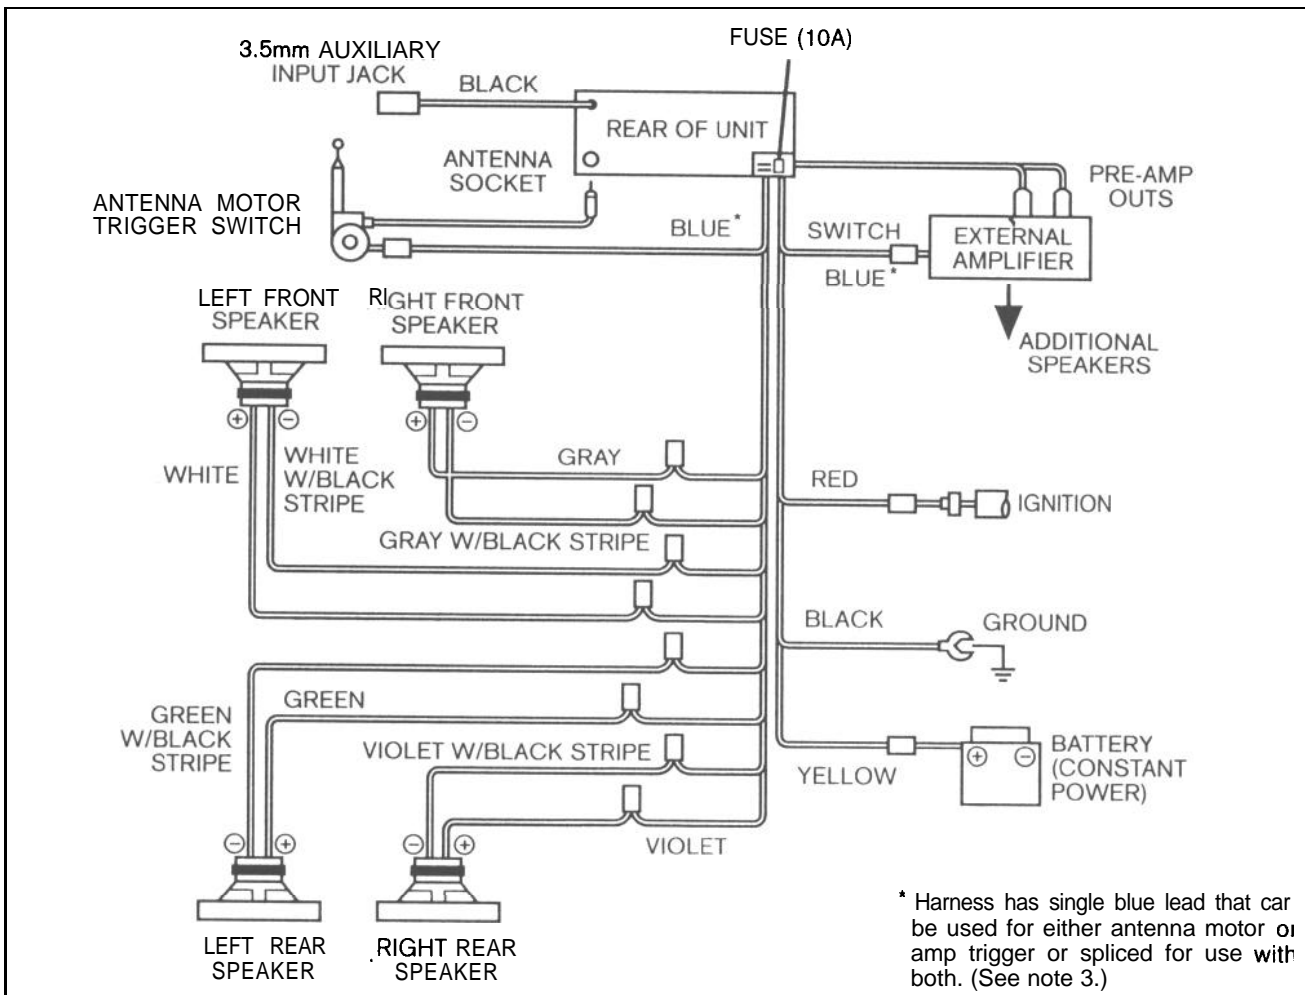 3.5mm AUXILIARY
INPUT JACK
BLACK
FUSE (10A)
REAR OF UNIT
ANTENNA
SOCKET
ANTENNA MOTOR
TRIGGER SWITCH
PRE-AMP
OUTS
BLUE*
SWITCH
BLUE*
EXTERNAL
AMPLIFIER
ADDITIONAL
SPEAKERS
LEFT FRONT
SPEAKER
RIGHT FRONT
SPEAKER
+ −
+ −
WHITE
WHITE
W/BLACK
STRIPE
GRAY
GRAY W/BLACK STRIPE
RED
IGNITION
BLACK
GROUND
GREEN
W/BLACK
STRIPE
GREEN
VIOLET W/BLACK STRIPE
VIOLET
YELLOW
+ −
BATTERY
(CONSTANT
POWER)
− +
− +
LEFT REAR
SPEAKER
RIGHT REAR
SPEAKER
* Harness has single blue lead that car
be used for either antenna motor or
amp trigger or spliced for use with
both. (See note 3.)